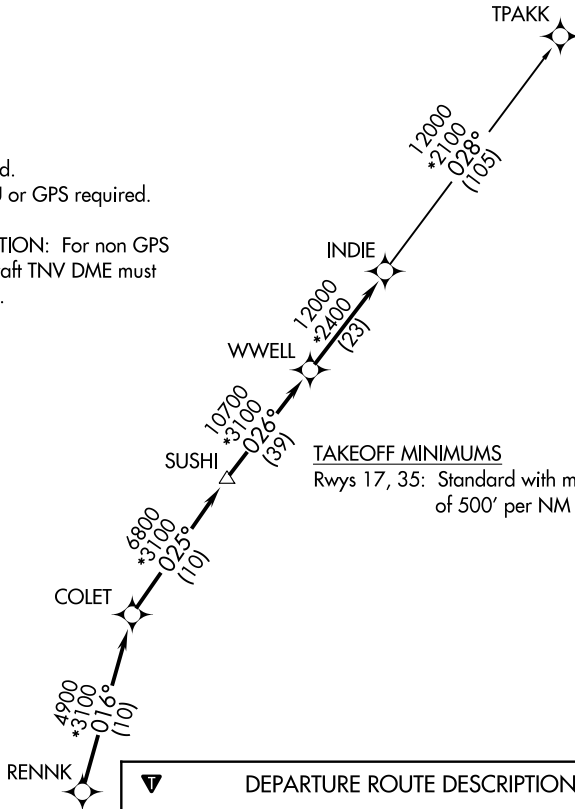 TPAKK
12000
*2100
028°
(105)
d.
U or GPS required.
TION: For non GPS
raft TNV DME must
.
INDIE
12000
*2400
(23)
WWELL
10700
*3100
026°
(39)
SUSHI
TAKEOFF MINIMUMS
Rwys 17, 35: Standard with m
of 500' per NM
6800
*3100
025°
(10)
COLET
4900
*3100
016°
(10)
RENNK
T
DEPARTURE ROUTE DESCRIPTION